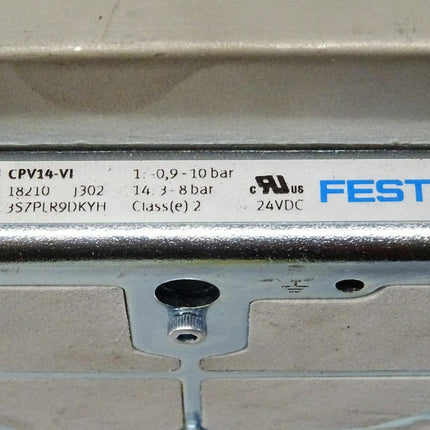 CPV14-VI 1: -0,9 - 10 bar
18210 J302 14: 3 - 8 bar
3S7PLR9DKYH Class(e) 2 24VDC
c RU US FEST